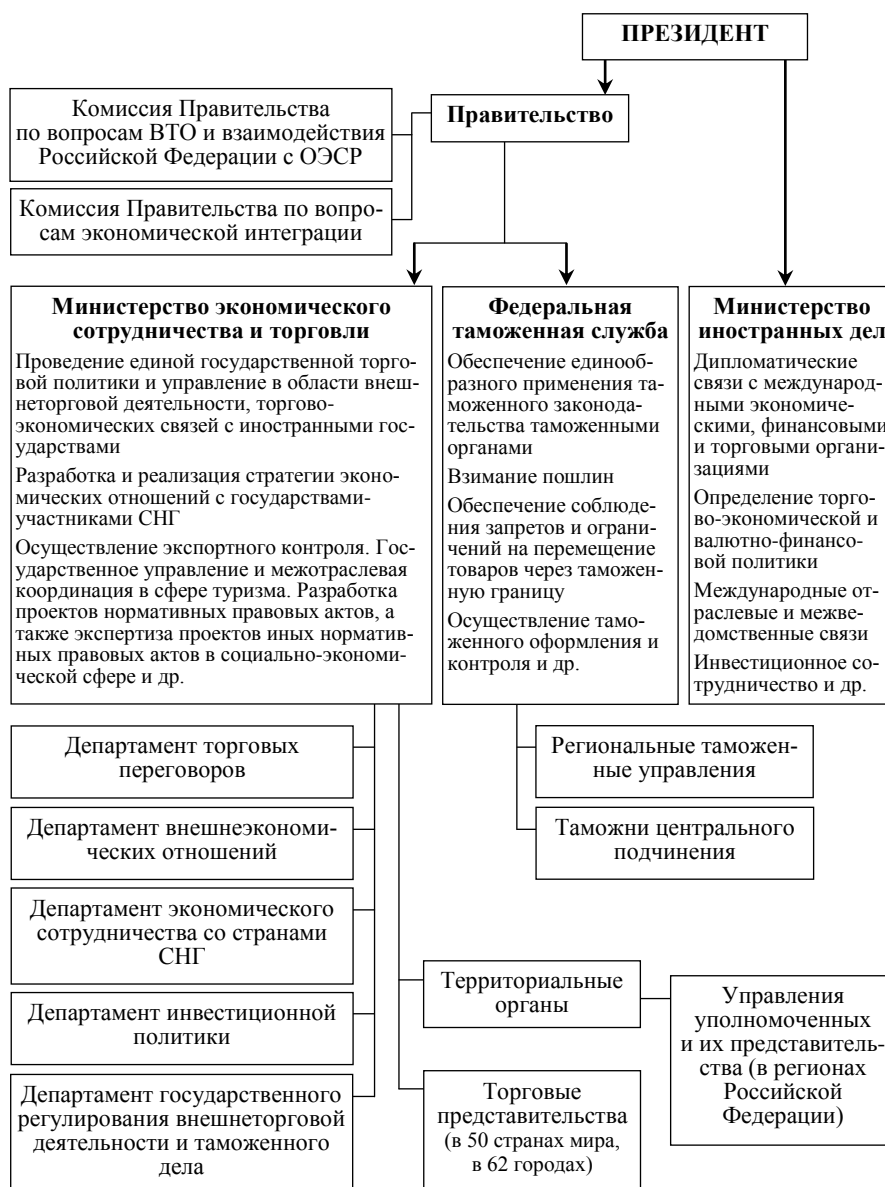 ПРЕЗИДЕНТ
Комиссия Правительства
по вопросам ВТО и взаимодействия
Российской Федерации с ОЭСР
Правительство
Комиссия Правительства по вопро-
сам экономической интеграции
Министерство экономического
сотрудничества и торговли
Проведение единой государственной торго-
вой политики и управление в области внеш-
неторговой деятельности, торгово-
экономических связей с иностранными гос-
ударствами
Разработка и реализация стратегии эконо-
мических отношений с государствами-
участниками СНГ
Осуществление экспортного контроля. Гос-
ударственное управление и межотраслевая
координация в сфере туризма. Разработка
проектов нормативных правовых актов, а
также экспертиза проектов иных норматив-
ных правовых актов в социально-экономи-
ческой сфере и др.
Федеральная
таможенная служба
Обеспечение единооб-
разного применения та-
моженного законода-
тельства таможенными
органами
Взимание пошлин
Обеспечение соблюде-
ния запретов и ограни-
чений на перемещение
товаров через таможен-
ную границу
Осуществление тамо-
женного оформления и
контроля и др.
Министерство
иностранных дел
Дипломатические
связи с международ-
ными экономиче-
скими, финансовыми
и торговыми органи-
зациями
Определение торго-
во-экономической и
валютно-финансо-
вой политики
Международные от-
раслевые и межве-
домственные связи
Инвестиционное со-
трудничество и др.
Департамент торговых
переговоров
Департамент внешнеэкономи-
ческих отношений
Департамент экономического
сотрудничества со странами
СНГ
Департамент инвестиционной
политики
Департамент государственного
регулирования внешнеторговой
деятельности и таможенного
дела
Региональные таможен-
ные управления
Таможни центрального
подчинения
Территориальные
органы
Управления
уполномоченных
и их представитель-
ства (в регионах
Российской
Федерации)
Торговые
представительства
(в 50 странах мира,
в 62 городах)